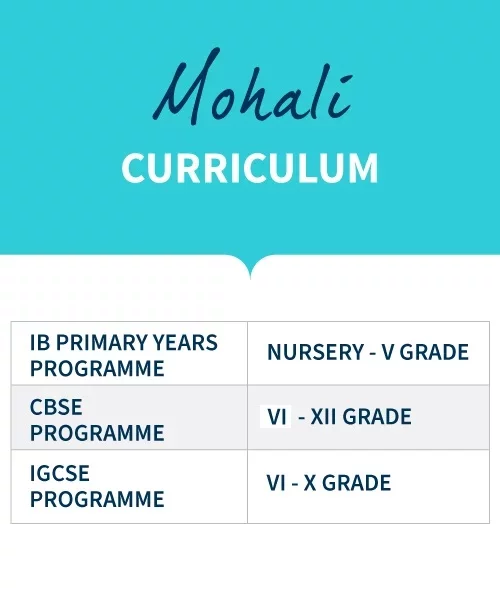 Mohali
CURRICULUM
IB PRIMARY YEARS
PROGRAMME
NURSERY - V GRADE
CBSE
PROGRAMME
VI - XII GRADE
IGCSE
PROGRAMME
VI - X GRADE